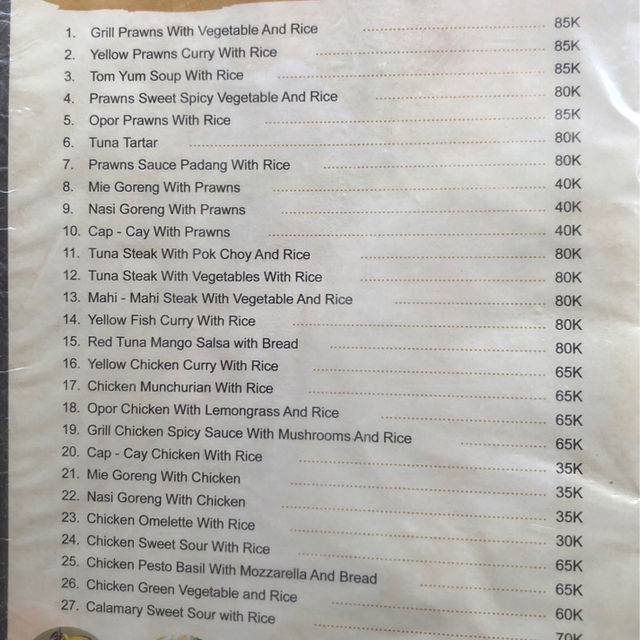 1. Grill Prawns With Vegetable And Rice 85K
2. Yellow Prawns Curry With Rice 85K
3. Tom Yum Soup With Rice 85K
4. Prawns Sweet Spicy Vegetable And Rice 80K
5. Opor Prawns With Rice 85K
6. Tuna Tartar 80K
7. Prawns Sauce Padang With Rice 80K
8. Mie Goreng With Prawns 40K
9. Nasi Goreng With Prawns 40K
10. Cap - Cay With Prawns 40K
11. Tuna Steak With Pok Choy And Rice 80K
12. Tuna Steak With Vegetables With Rice 80K
13. Mahi - Mahi Steak With Vegetable And Rice 80K
14. Yellow Fish Curry With Rice 80K
15. Red Tuna Mango Salsa with Bread 80K
16. Yellow Chicken Curry With Rice 65K
17. Chicken Munchurian With Rice 65K
18. Opor Chicken With Lemongrass And Rice 65K
19. Grill Chicken Spicy Sauce With Mushrooms And Rice 65K
20. Cap - Cay Chicken With Rice 35K
21. Mie Goreng With Chicken 35K
22. Nasi Goreng With Chicken 35K
23. Chicken Omelette With Rice 30K
24. Chicken Sweet Sour With Rice 65K
25. Chicken Pesto Basil With Mozzarella And Bread 65K
26. Chicken Green Vegetable and Rice 60K
27. Calamary Sweet Sour with Rice 70K